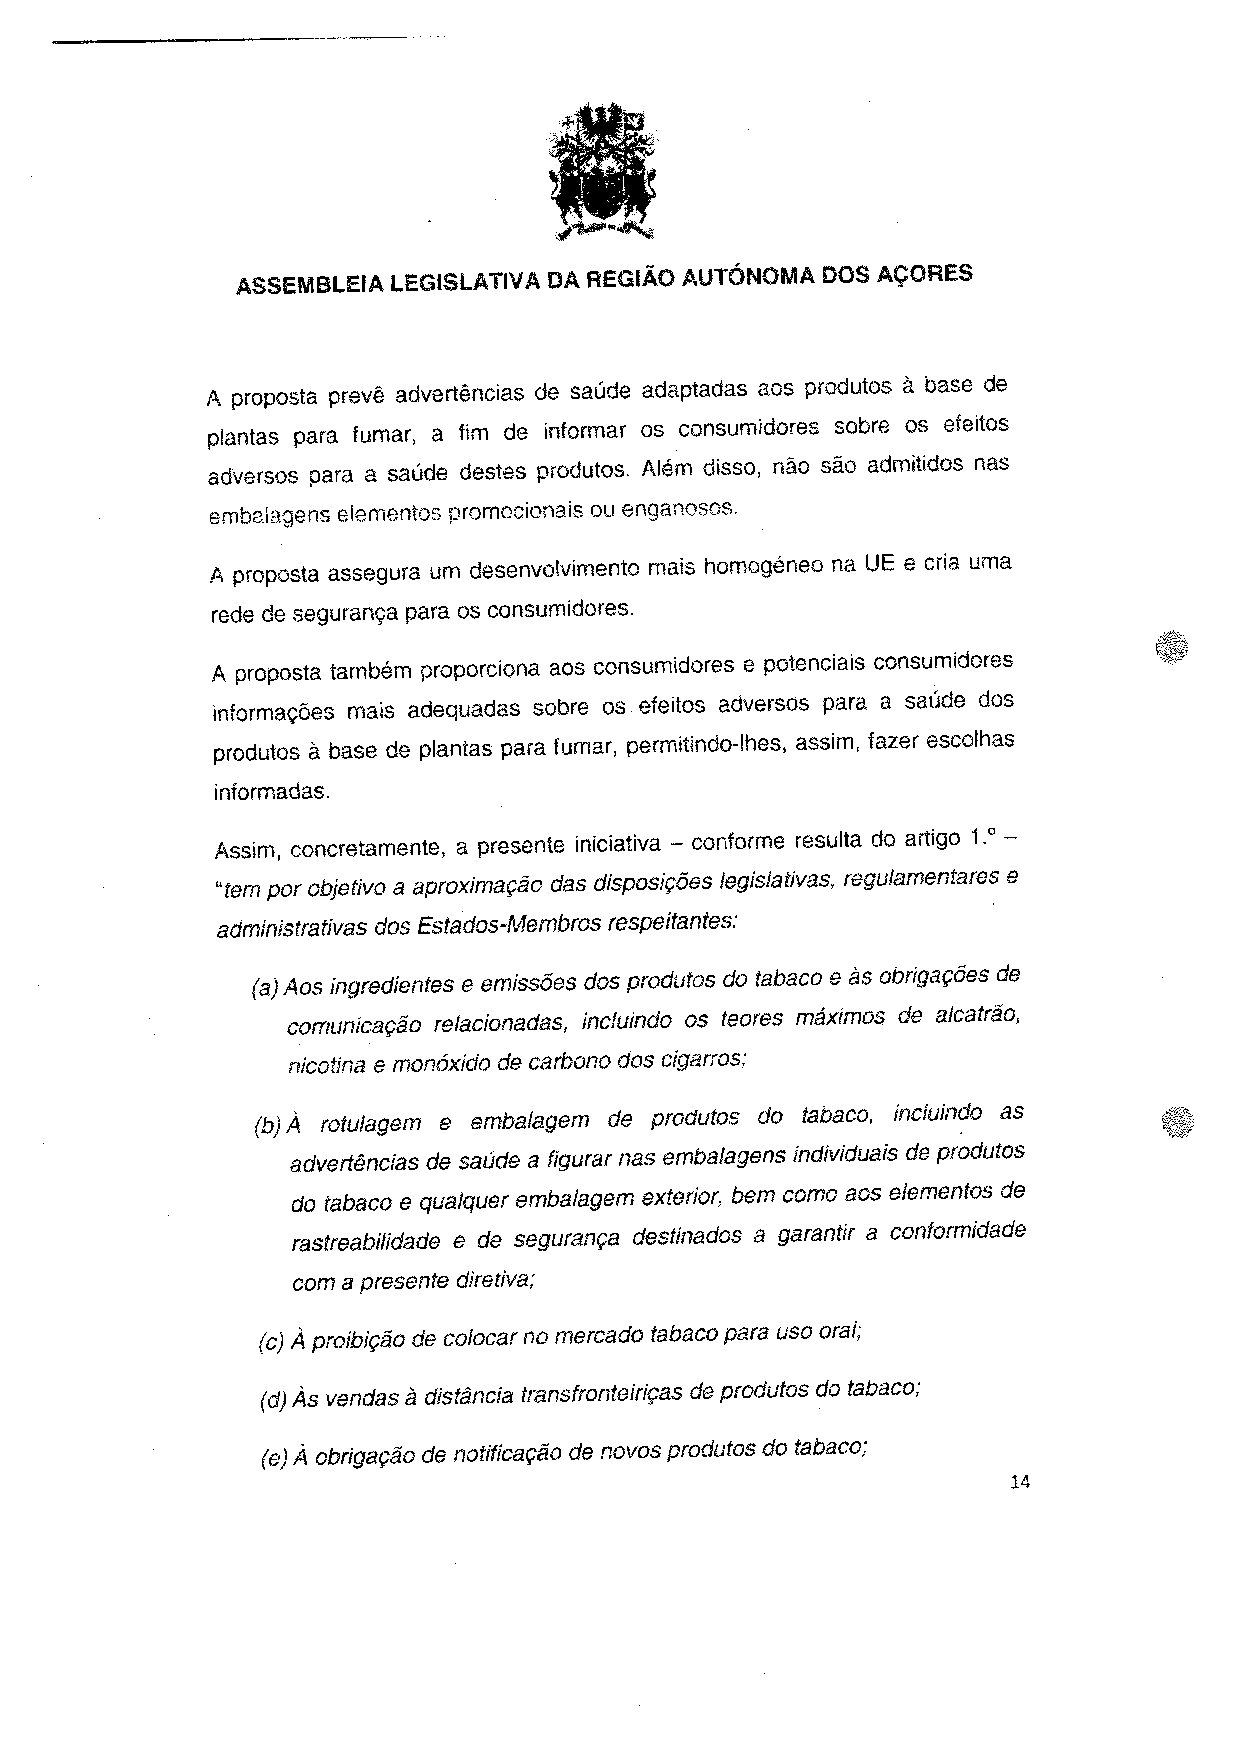 ASSEMBLEIA LEGISLATIVA DA REGIÃO AUTÓNOMA DOS AÇORES
A proposta prevê advertências de saúde adaptadas aos produtos à base de
plantas para fumar, a fim de informar os consumidores sobre os efeitos
adversos para a saúde destes produtos. Além disso, não são admitidos nas
embalagens elementos promocionais ou enganosos.
A proposta assegura um desenvolvimento mais homogéneo na UE e cria uma
rede de segurança para os consumidores.
A proposta também proporciona aos consumidores e potenciais consumidores
informações mais adequadas sobre os efeitos adversos para a saúde dos
produtos à base de plantas para fumar, permitindo-lhes, assim, fazer escolhas
informadas.
Assim, concretamente, a presente iniciativa – conforme resulta do artigo 1.º –
“tem por objetivo a aproximação das disposições legislativas, regulamentares e
administrativas dos Estados-Membros respeitantes:
(a) Aos ingredientes e emissões dos produtos do tabaco e às obrigações de
comunicação relacionadas, incluindo os teores máximos de alcatrão,
nicotina e monóxido de carbono dos cigarros;
(b) À rotulagem e embalagem de produtos do tabaco, incluindo as
advertências de saúde a figurar nas embalagens individuais de produtos
do tabaco e qualquer embalagem exterior, bem como aos elementos de
rastreabilidade e de segurança destinados a garantir a conformidade
com a presente diretiva;
(c) À proibição de colocar no mercado tabaco para uso oral;
(d) Às vendas à distância transfronteiriças de produtos do tabaco;
(e) À obrigação de notificação de novos produtos do tabaco;
14